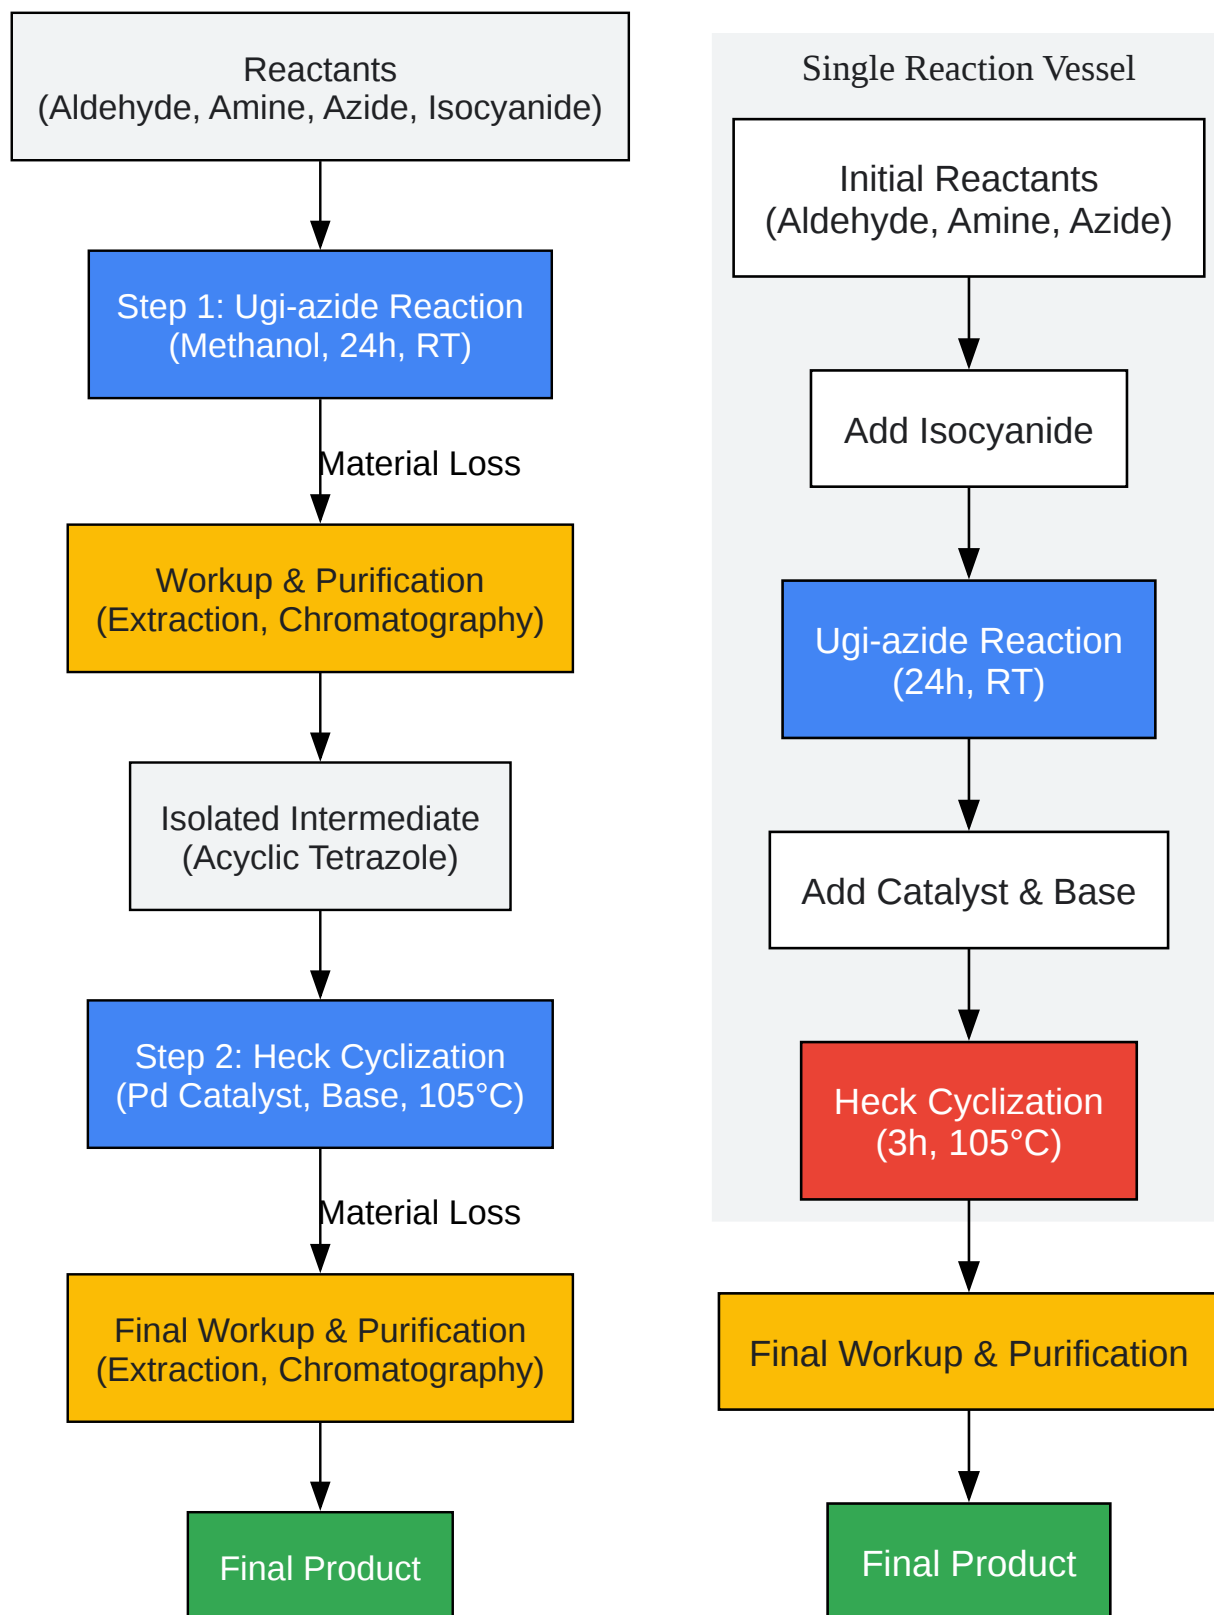 Reactants
(Aldehyde, Amine, Azide, Isocyanide)
Step 1: Ugi-azide Reaction
(Methanol, 24h, RT)
Material Loss
Workup & Purification
(Extraction, Chromatography)
Isolated Intermediate
(Acyclic Tetrazole)
Step 2: Heck Cyclization
(Pd Catalyst, Base, 105°C)
Material Loss
Final Workup & Purification
(Extraction, Chromatography)
Final Product
Single Reaction Vessel
Initial Reactants
(Aldehyde, Amine, Azide)
Add Isocyanide
Ugi-azide Reaction
(24h, RT)
Add Catalyst & Base
Heck Cyclization
(3h, 105°C)
Final Workup & Purification
Final Product